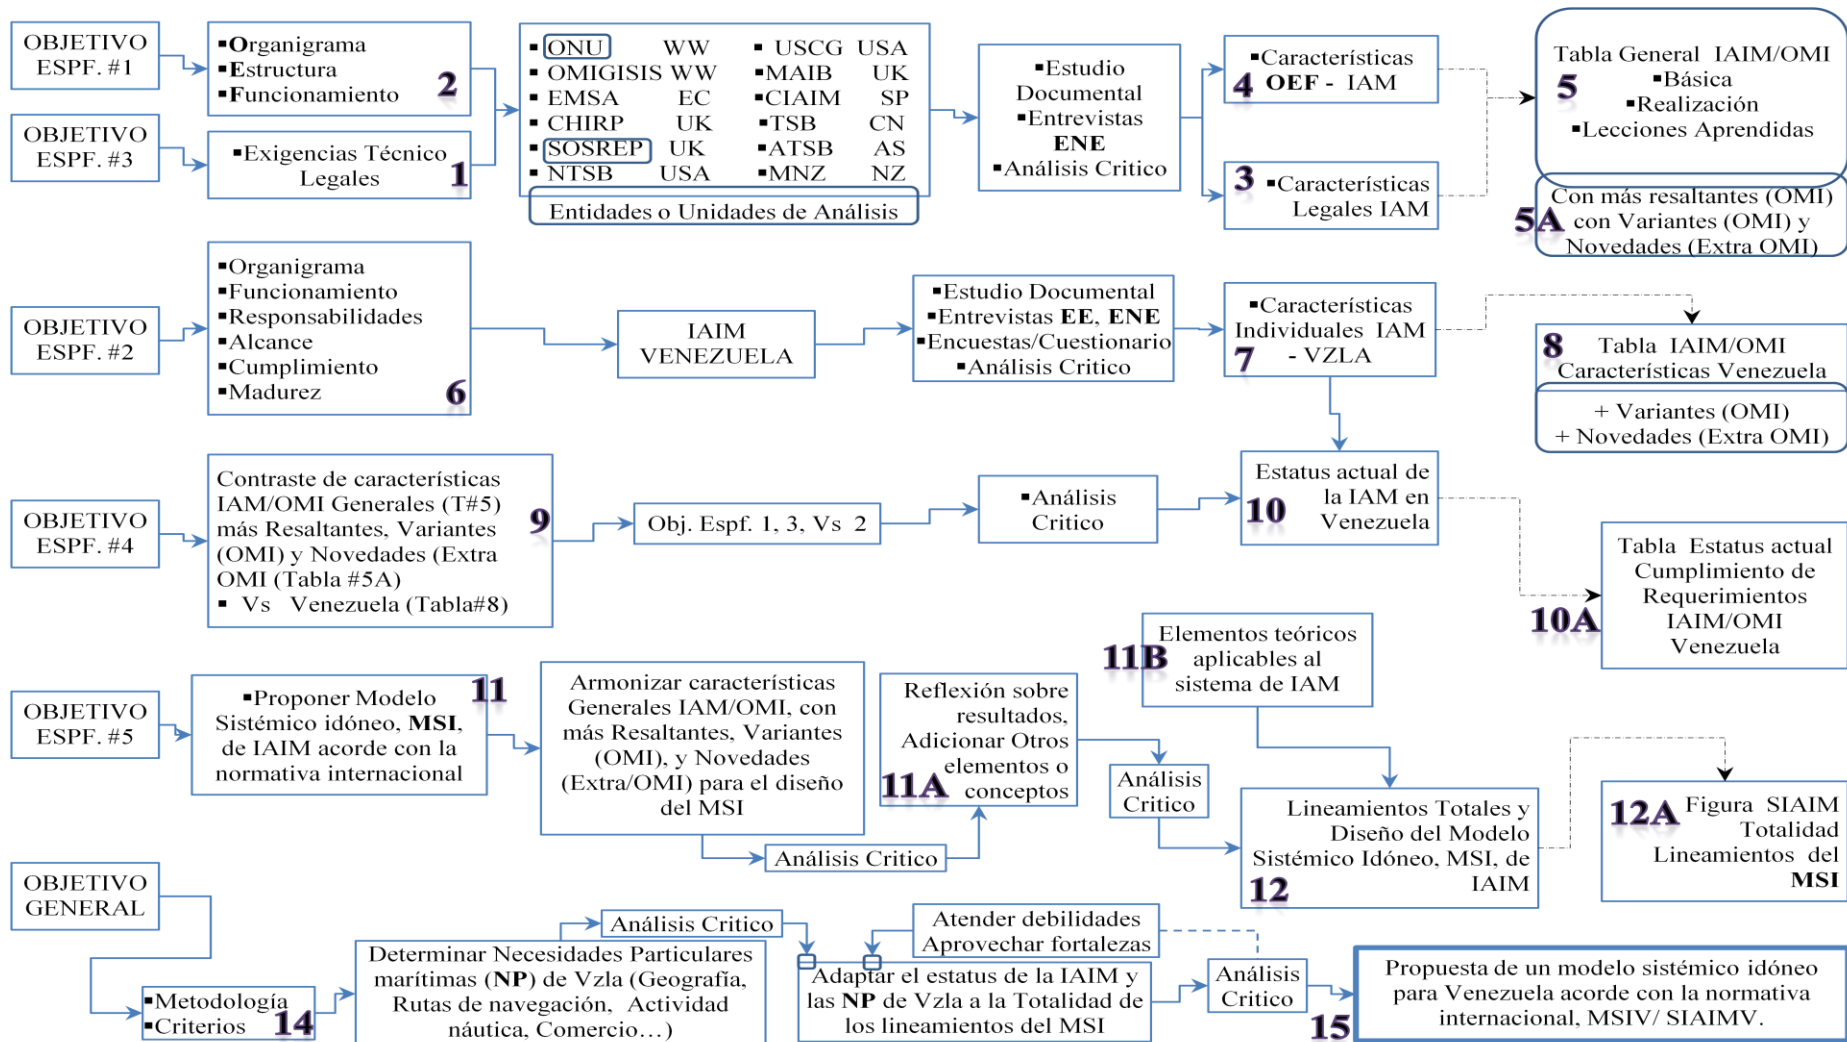 OBJETIVO
ESPF. #1
▪Organigrama
▪Estructura
▪Funcionamiento
2
OBJETIVO
ESPF. #3
▪Exigencias Técnico
Legales
1
▪ ONU WW ▪ USCG USA
▪OMIGISIS WW ▪MAIB UK
▪EMSA EC ▪CIAIM SP
▪CHIRP UK ▪TSB CN
▪SOSREP UK ▪ATSB AS
▪NTSB USA ▪MNZ NZ
Entidades o Unidades de Análisis
▪Estudio
Documental
▪Entrevistas
ENE
▪Análisis Critico
▪Características
4 OEF - IAM
3 ▪Características
Legales IAM
Tabla General IAIM/OMI
5 ▪Básica
▪Realización
▪Lecciones Aprendidas
Con más resaltantes (OMI)
5A con Variantes (OMI) y
Novedades (Extra OMI)
OBJETIVO
ESPF. #2
▪Organigrama
▪Funcionamiento
▪Responsabilidades
▪Alcance
▪Cumplimiento
▪Madurez
6
IAIM
VENEZUELA
▪Estudio Documental
▪Entrevistas EE, ENE
▪Encuestas/Cuestionario
▪Análisis Critico
▪Características
Individuales IAM
7 - VZLA
8 Tabla IAIM/OMI
Características Venezuela
+ Variantes (OMI)
+ Novedades (Extra OMI)
OBJETIVO
ESPF. #4
Contraste de características
IAM/OMI Generales (T#5)
más Resaltantes, Variantes
(OMI) y Novedades (Extra
OMI (Tabla #5A)
▪ Vs Venezuela (Tabla#8)
9
Obj. Espf. 1, 3, Vs 2
▪Análisis
Critico
Estatus actual de
la IAM en
Venezuela
10
Tabla Estatus actual
Cumplimiento de
Requerimientos
IAIM/OMI
Venezuela
10A
OBJETIVO
ESPF. #5
▪Proponer Modelo
Sistémico idóneo, MSI,
de IAIM acorde con la
normativa internacional
11
Armonizar características
Generales IAM/OMI, con
más Resaltantes, Variantes
(OMI), y Novedades
(Extra/OMI) para el diseño
del MSI
Análisis Critico
Reflexión sobre
resultados,
Adicionar Otros
elementos o
conceptos
11A
Elementos teóricos
aplicables al
sistema de IAM
11B
Análisis
Critico
Lineamientos Totales y
Diseño del Modelo
Sistémico Idóneo, MSI, de
IAIM
12
12A Figura SIAIM
Totalidad
Lineamientos del
MSI
OBJETIVO
GENERAL
▪Metodología
▪Criterios
14
Análisis Critico
Determinar Necesidades Particulares
marítimas (NP) de Vzla (Geografía,
Rutas de navegación, Actividad
náutica, Comercio…)
Atender debilidades
Aprovechar fortalezas
Adaptar el estatus de la IAIM y
las NP de Vzla a la Totalidad de
los lineamientos del MSI
Análisis
Critico
15
Propuesta de un modelo sistémico idóneo
para Venezuela acorde con la normativa
internacional, MSIV/ SIAIMV.